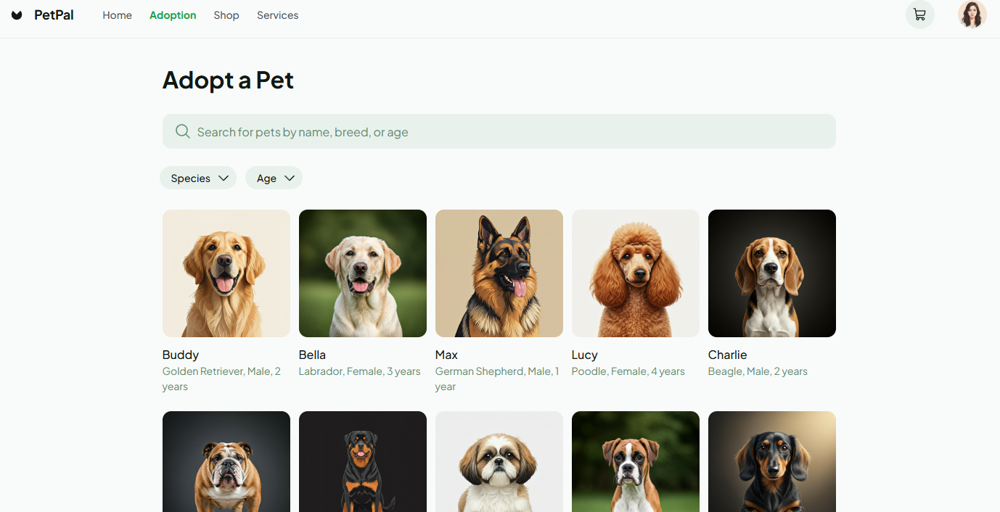 PetPal
Home
Adoption
Shop
Services
Adopt a Pet
Search for pets by name, breed, or age
Species
Age
Buddy
Golden Retriever, Male, 2
years
Bella
Labrador, Female, 3 years
Max
German Shepherd, Male, 1
year
Lucy
Poodle, Female, 4 years
Charlie
Beagle, Male, 2 years